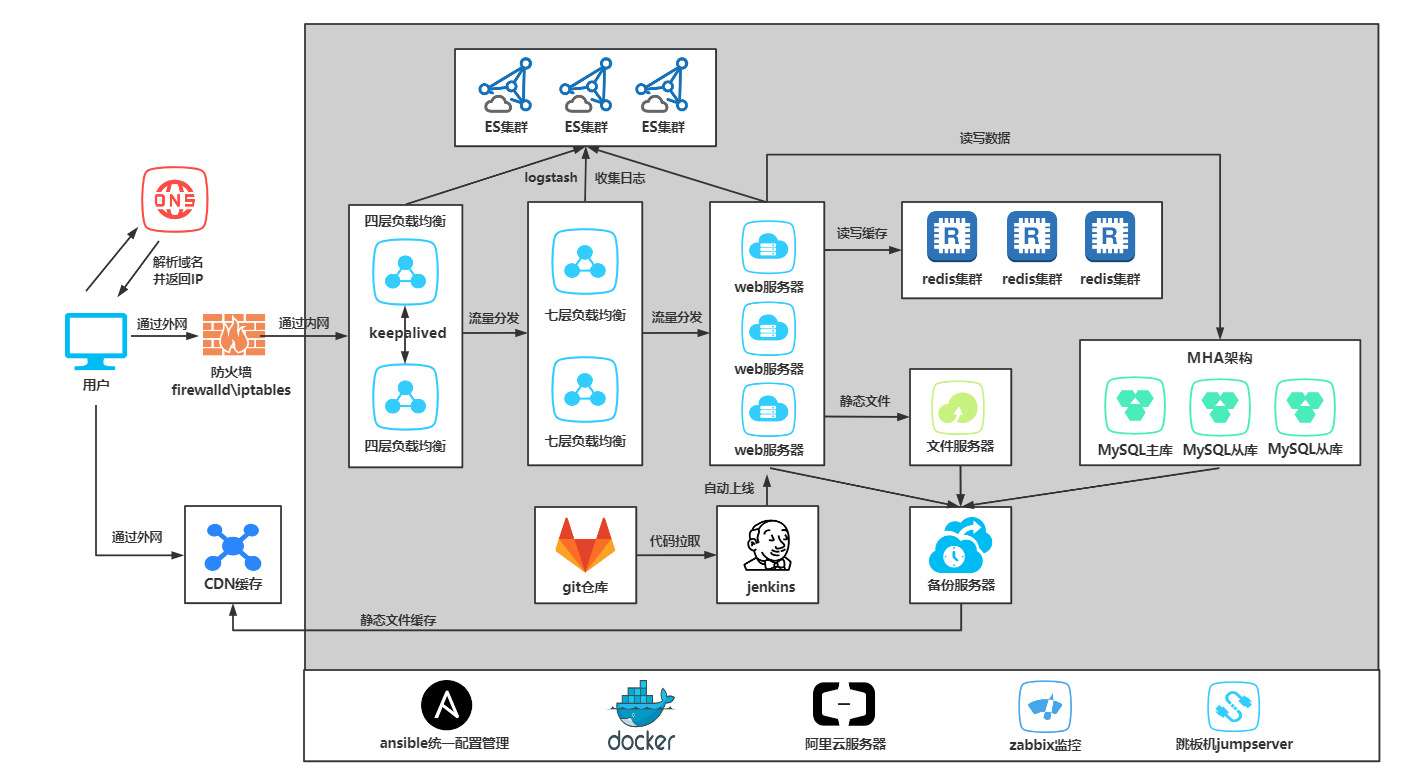 ES集群
ES集群
ES集群
读写数据
logstash
收集日志
DNS
解析域名
并返回IP
四层负载均衡
keepalived
四层负载均衡
七层负载均衡
七层负载均衡
web服务器
web服务器
web服务器
读写缓存
R
R
R
redis集群
redis集群
redis集群
通过外网
通过内网
流量分发
流量分发
用户
防火墙
firewalld\iptables
MHA架构
MySQL主库
MySQL从库
MySQL从库
静态文件
文件服务器
自动上线
通过外网
CDN缓存
git仓库
代码拉取
jenkins
备份服务器
静态文件缓存
ansible统一配置管理
docker
阿里云服务器
zabbix监控
跳板机jumpserver